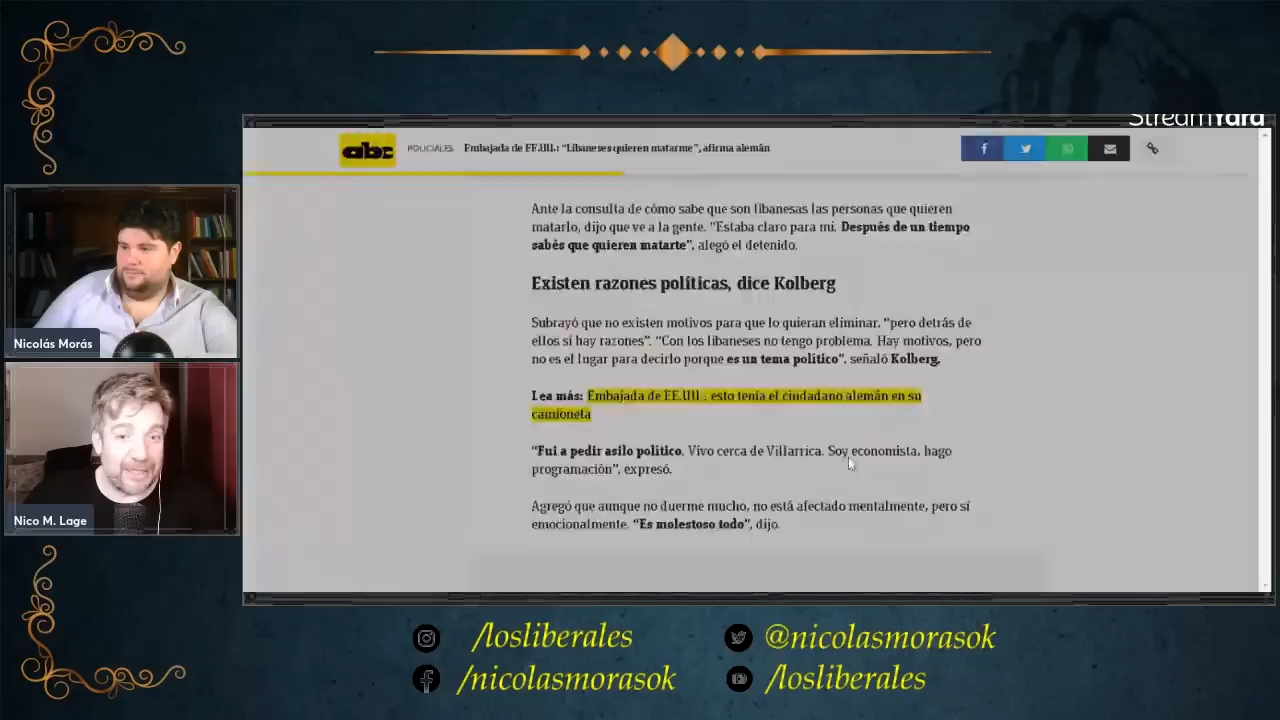 StreamYard
abc
POLICIALES
Embajada de EE.UU.: “Libaneses quieren matarme”, afirma alemán
Ante la consulta de cómo sabe que son libanesas las personas que quieren
matarlo, dijo que ve a la gente. “Estaba claro para mí. Después de un tiempo
sabés que quieren matarte”, alegó el detenido.
Existen razones políticas, dice Kolberg
Subrayó que no existen motivos para que lo quieran eliminar, “pero detrás de
ellos sí hay razones”. “Con los libaneses no tengo problema. Hay motivos, pero
no es el lugar para decirlo porque es un tema político”, señaló Kolberg.
Lea más: Embajada de EE.UU.: esto tenía el ciudadano alemán en su
camioneta
“Fui a pedir asilo político. Vivo cerca de Villarrica. Soy economista, hago
programación”, expresó.
Agregó que aunque no duerme mucho, no está afectado mentalmente, pero sí
emocionalmente. “Es molestoso todo”, dijo.
Nicolás Morás
Nico M. Lage
/losliberales
@nicolasmorasok
/nicolasmorasok
/losliberales